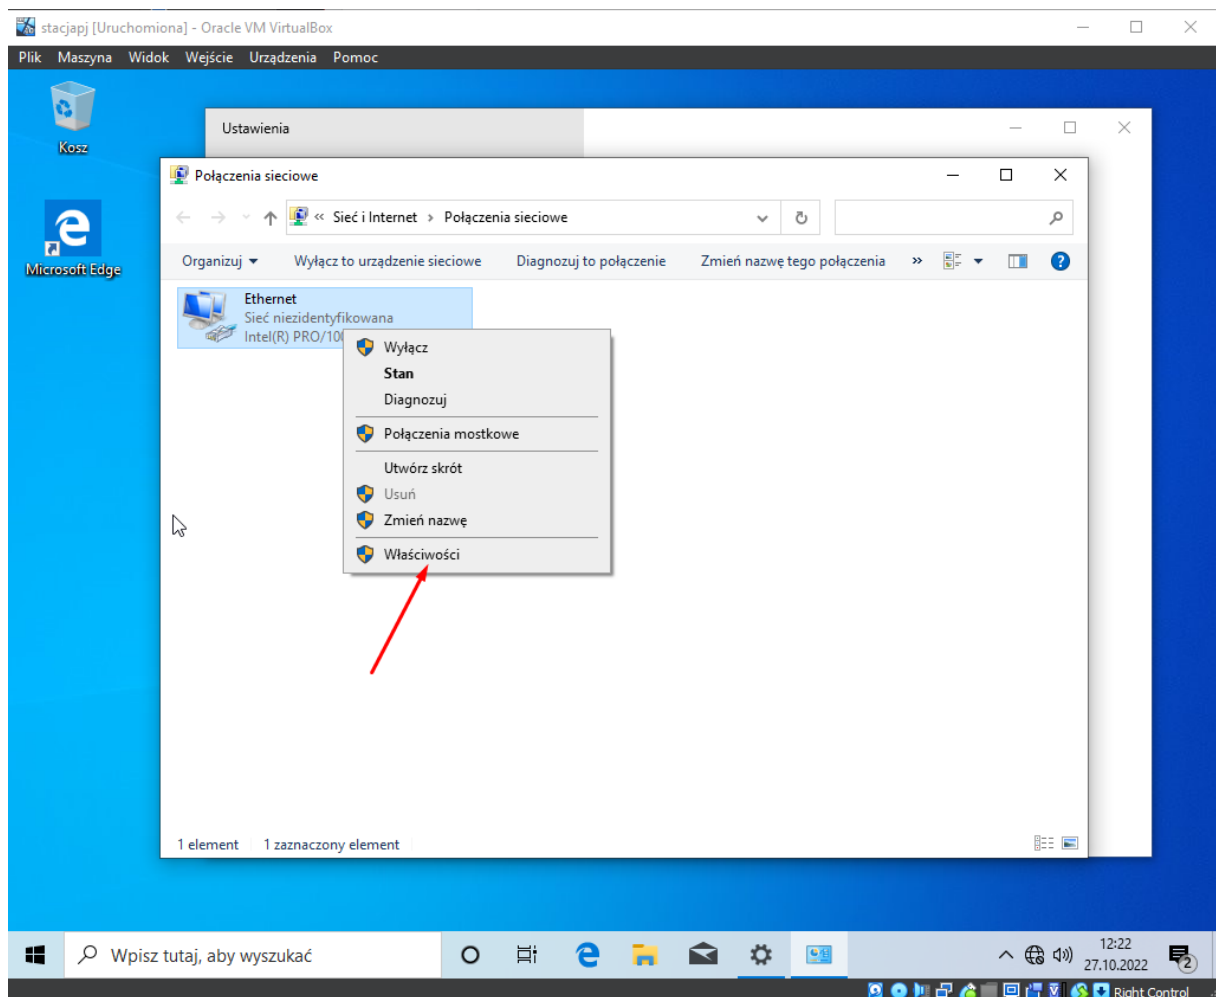 stacjapj [Uruchomiona] - Oracle VM VirtualBox
Plik Maszyna Widok Wejście Urządzenia Pomoc
Kosz
Microsoft Edge
Ustawienia
Połączenia sieciowe
« Sieć i Internet › Połączenia sieciowe
Organizuj Wyłącz to urządzenie sieciowe Diagnozuj to połączenie Zmień nazwę tego połączenia »
Ethernet
Sieć niezidentyfikowana
Intel(R) PRO/10
Wyłącz
Stan
Diagnozuj
Połączenia mostkowe
Utwórz skrót
Usuń
Zmień nazwę
Właściwości
1 element 1 zaznaczony element
Wpisz tutaj, aby wyszukać
12:22
27.10.2022
2
Right Control